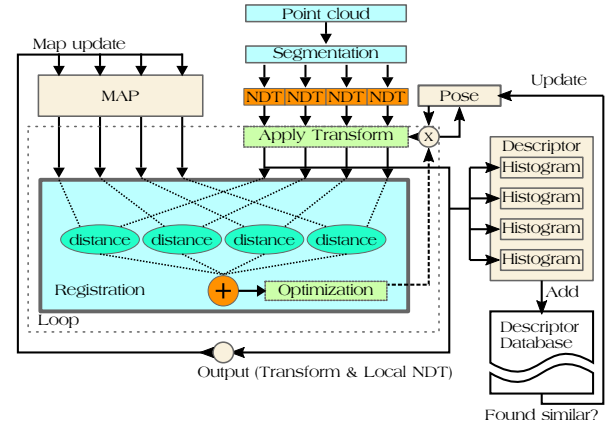 Point cloud
Map update
Segmentation
Update
MAP
NDT NDT NDT NDT
Pose
Apply Transform
x
Descriptor
Histogram
Histogram
Histogram
Histogram
distance distance distance distance
Registration
+
Optimization
Loop
Add
Descriptor
Database
Output (Transform & Local NDT)
Found similar?